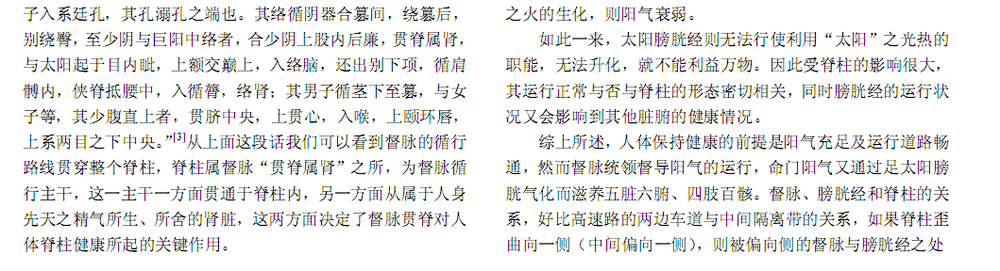 子入系廷孔，其孔溺孔之端也。其络循阴器合篡间，绕篡后，
别绕臀，至少阴与巨阳中络者，合少阴上股内后廉，贯脊属肾，
与太阳起于目内眦，上额交巅上，入络脑，还出别下项，循肩
髆内，侠脊抵腰中，入循膂，络肾；其男子循茎下至篡，与女
子等，其少腹直上者，贯脐中央，上贯心，入喉，上颐环唇，
上系两目之下中央。”[3]从上面这段话我们可以看到督脉的循行
路线贯穿整个脊柱，脊柱属督脉“贯脊属肾”之所，为督脉循
行主干，这一主干一方面贯通于脊柱内，另一方面从属于人身
先天之精气所生、所舍的肾脏，这两方面决定了督脉贯脊对人
体脊柱健康所起的关键作用。
之火的生化，则阳气衰弱。
如此一来，太阳膀胱经则无法行使利用“太阳”之光热的
职能，无法升化，就不能利益万物。因此受脊柱的影响很大，
其运行正常与否与脊柱的形态密切相关，同时膀胱经的运行状
况又会影响到其他脏腑的健康情况。
综上所述，人体保持健康的前提是阳气充足及运行道路畅
通，然而督脉统领督导阳气的运行，命门阳气又通过足太阳膀
胱气化而滋养五脏六腑、四肢百骸。督脉、膀胱经和脊柱的关
系，好比高速路的两边车道与中间隔离带的关系，如果脊柱歪
曲向一侧（中间偏向一侧），则被偏向侧的督脉与膀胱经之处